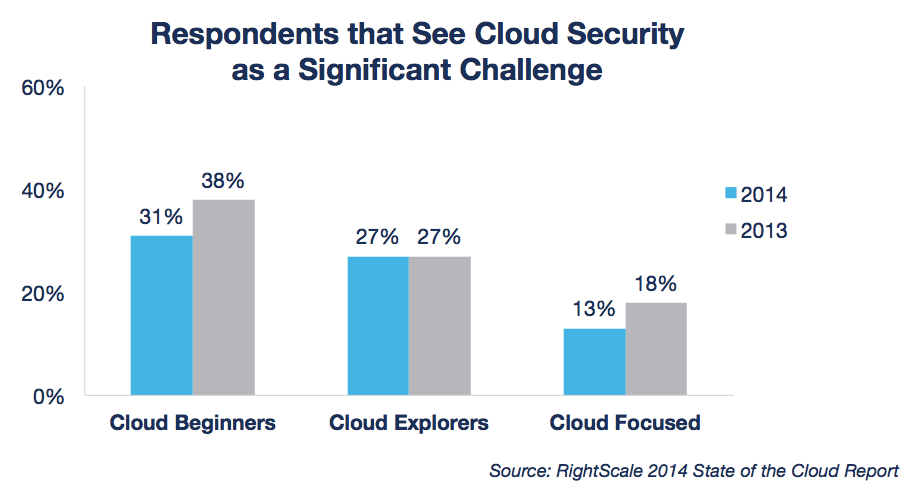 Respondents that See Cloud Security
as a Significant Challenge
60%
40%
20%
0%
31%
38%
27%
27%
13%
18%
2014
2013
Cloud Beginners
Cloud Explorers
Cloud Focused
Source: RightScale 2014 State of the Cloud Report